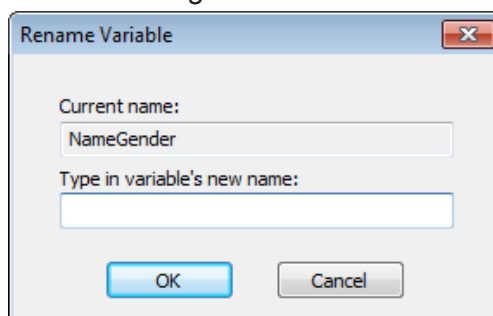 Rename Variable
Current name:
NameGender
Type in variable's new name:
OK
Cancel